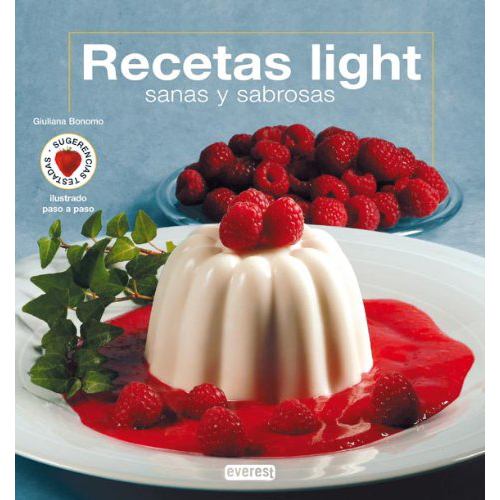 Recetas light
sanas y sabrosas
Giuliana Bonomo
· SUGERENCIAS TESTADAS
ilustrado
paso a paso
everest